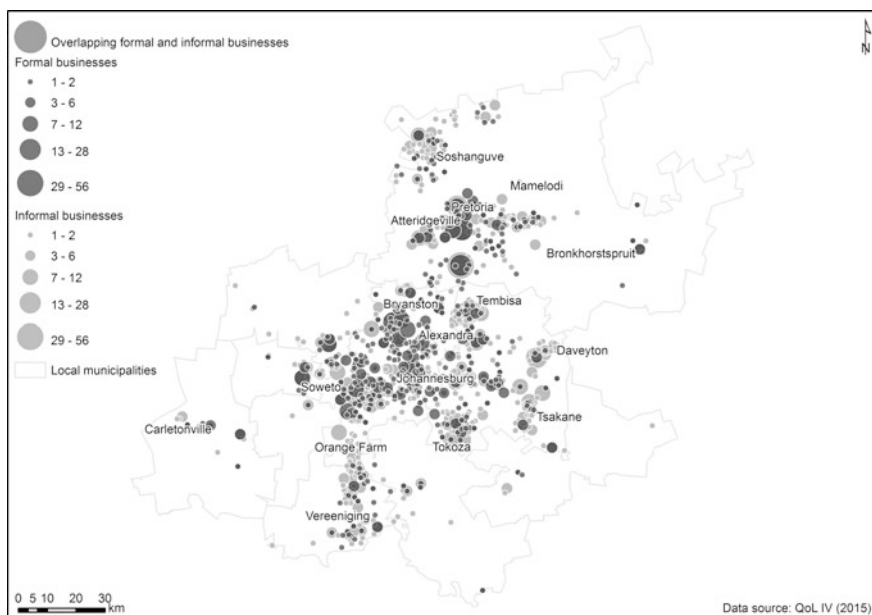 Overlapping formal and informal businesses
Formal businesses
1 - 2
3 - 6
7 - 12
13 - 28
29 - 56
Informal businesses
1 - 2
3 - 6
7 - 12
13 - 28
29 - 56
Local municipalities
N
Soshanguve
Mamelodi
Pretoria
Atteridgeville
Bronkhorstspruit
Bryanston
Tembisa
Alexandra
Daveyton
Johannesburg
Soweto
Tsakane
Carletonville
Orange Farm
Tokoza
Vereeniging
0 5 10 20 30
km
Data source: QoL IV (2015)